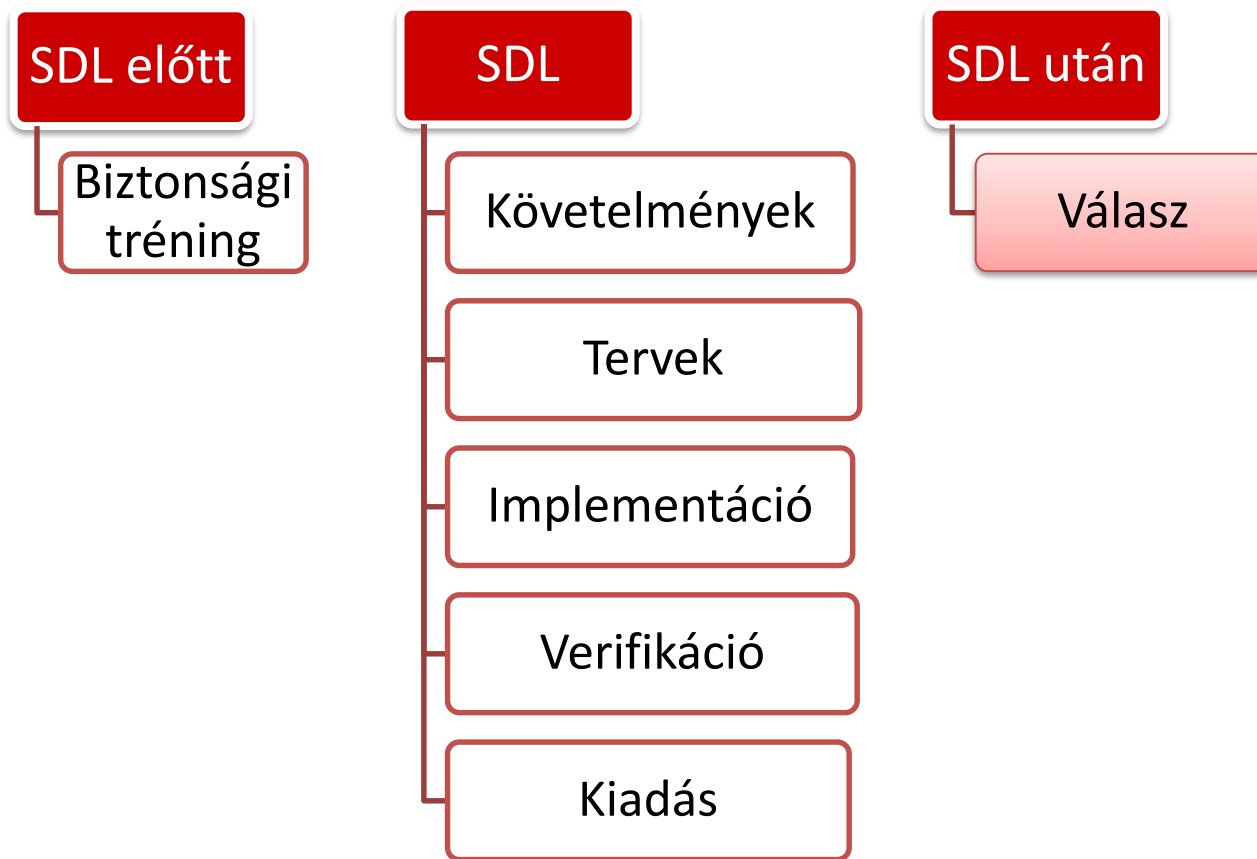 SDL előtt
Biztonsági
tréning
SDL
Követelmények
Tervek
Implementáció
Verifikáció
Kiadás
SDL után
Válasz